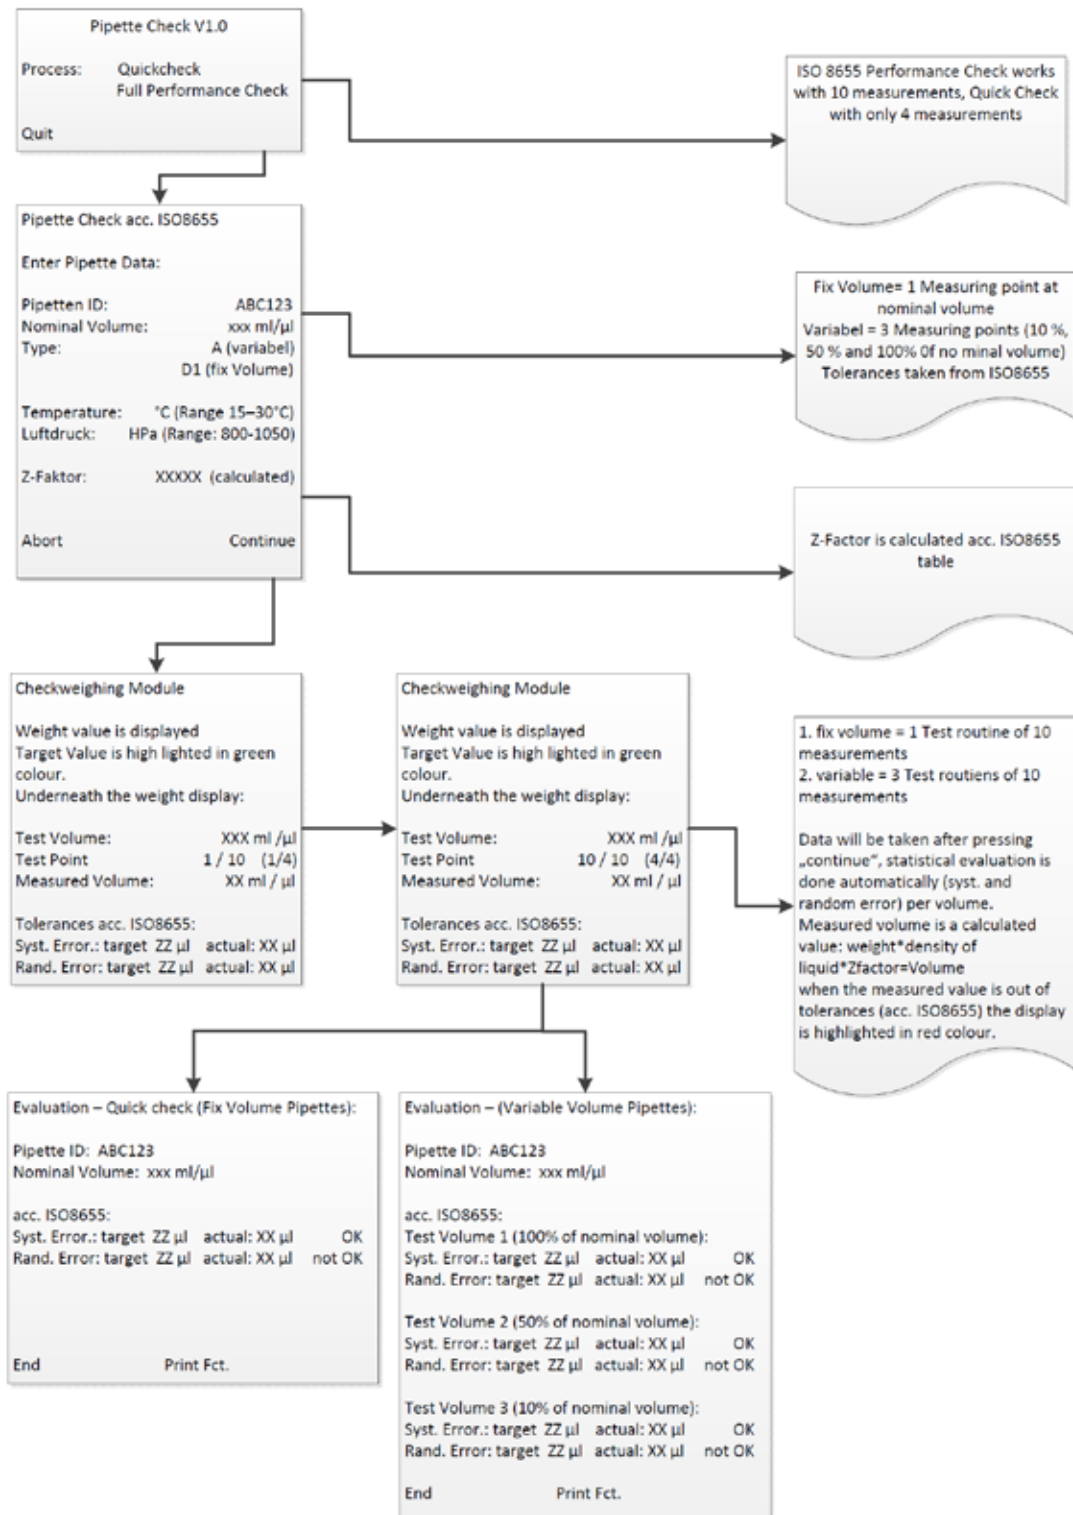 Pipette Check V1.0
Process: Quickcheck
Full Performance Check
Quit
ISO 8655 Performance Check works
with 10 measurements, Quick Check
with only 4 measurements
Pipette Check acc. ISO8655
Enter Pipette Data:
Pipetten ID: ABC123
Nominal Volume: xxx ml/µl
Type: A (variabel)
D1 (fix Volume)
Temperature: °C (Range 15–30°C)
Luftdruck: HPa (Range: 800-1050)
Z-Faktor: XXXXX (calculated)
Abort Continue
Fix Volume= 1 Measuring point at
nominal volume
Variabel = 3 Measuring points (10 %,
50 % and 100% 0f no minal volume)
Tolerances taken from ISO8655
Z-Factor is calculated acc. ISO8655
table
Checkweighing Module
Weight value is displayed
Target Value is high lighted in green
colour.
Underneath the weight display:
Test Volume: XXX ml /µl
Test Point 1 / 10 (1/4)
Measured Volume: XX ml / µl
Tolerances acc. ISO8655:
Syst. Error.: target ZZ µl actual: XX µl
Rand. Error: target ZZ µl actual: XX µl
Checkweighing Module
Weight value is displayed
Target Value is high lighted in green
colour.
Underneath the weight display:
Test Volume: XXX ml /µl
Test Point 10 / 10 (4/4)
Measured Volume: XX ml / µl
Tolerances acc. ISO8655:
Syst. Error.: target ZZ µl actual: XX µl
Rand. Error: target ZZ µl actual: XX µl
1. fix volume = 1 Test routine of 10
measurements
2. variable = 3 Test routiens of 10
measurements
Data will be taken after pressing
„continue“, statistical evaluation is
done automatically (syst. and
random error) per volume.
Measured volume is a calculated
value: weight*density of
liquid*Zfactor=Volume
when the measured value is out of
tolerances (acc. ISO8655) the display
is highlighted in red colour.
Evaluation – Quick check (Fix Volume Pipettes):
Pipette ID: ABC123
Nominal Volume: xxx ml/µl
acc. ISO8655:
Syst. Error.: target ZZ µl actual: XX µl OK
Rand. Error: target ZZ µl actual: XX µl not OK
End Print Fct.
Evaluation – (Variable Volume Pipettes):
Pipette ID: ABC123
Nominal Volume: xxx ml/µl
acc. ISO8655:
Test Volume 1 (100% of nominal volume):
Syst. Error.: target ZZ µl actual: XX µl OK
Rand. Error: target ZZ µl actual: XX µl not OK
Test Volume 2 (50% of nominal volume):
Syst. Error.: target ZZ µl actual: XX µl OK
Rand. Error: target ZZ µl actual: XX µl not OK
Test Volume 3 (10% of nominal volume):
Syst. Error.: target ZZ µl actual: XX µl OK
Rand. Error: target ZZ µl actual: XX µl not OK
End Print Fct.